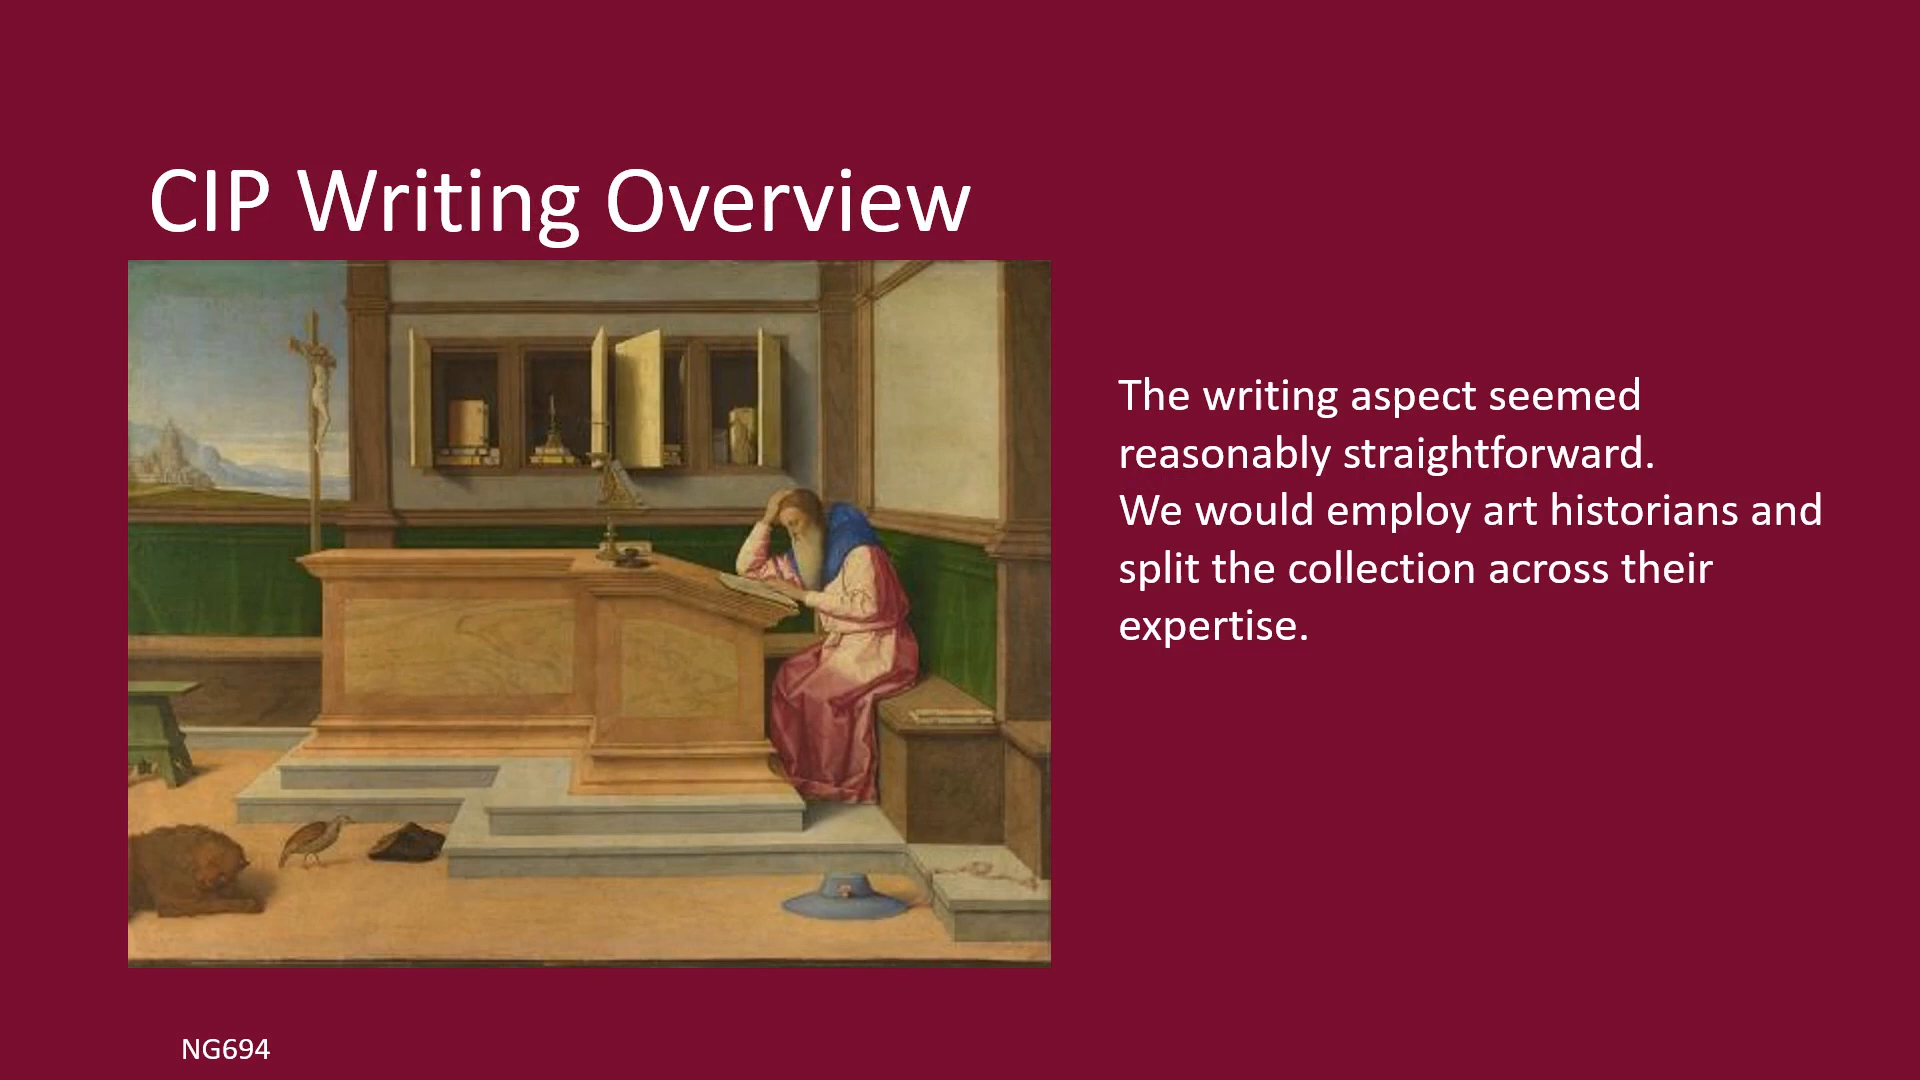 CIP Writing Overview
The writing aspect seemed
reasonably straightforward.
We would employ art historians and
split the collection across their
expertise.
NG694